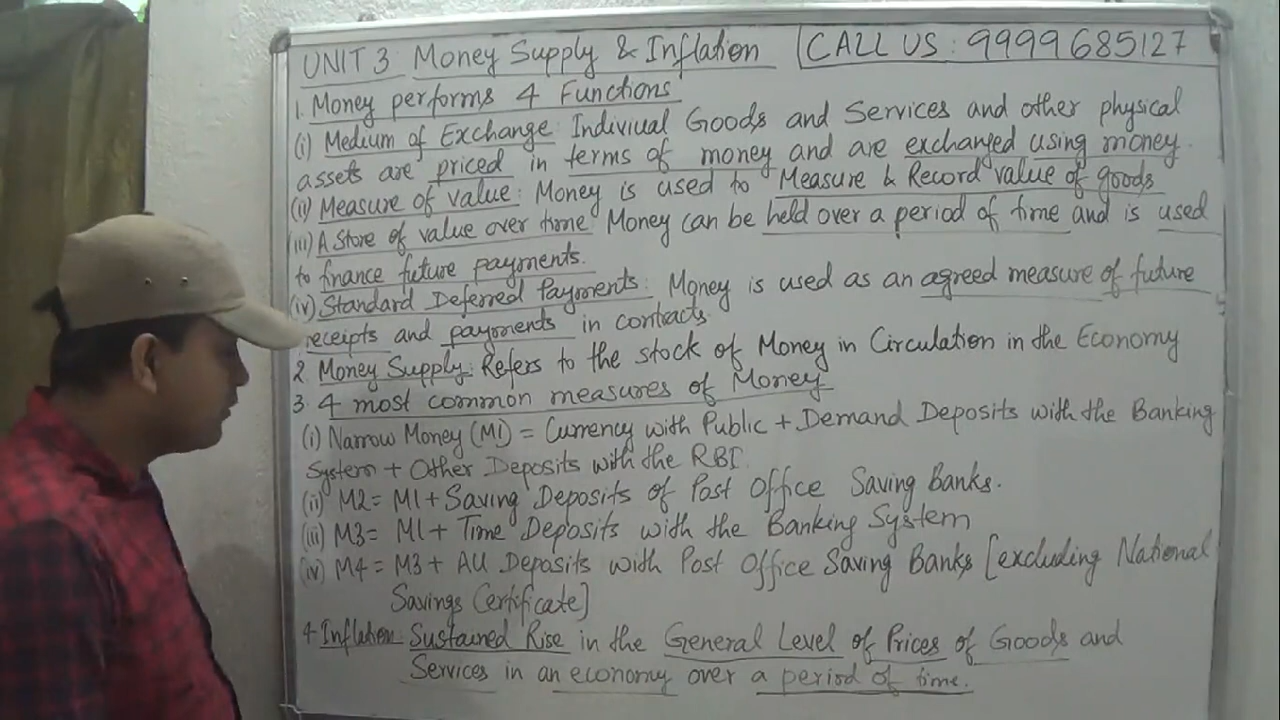 UNIT 3: Money Supply & Inflation CALL US: 9999685127
1. Money performs 4 Functions
(i) Medium of Exchange: Indiviual Goods and Services and other physical
assets are priced in terms of money and are exchanged using money.
(ii) Measure of value: Money is used to Measure & Record value of goods
(iii) A Store of value over time: Money can be held over a period of time and is used
to finance future payments.
(iv) Standard Deferred Payments: Money is used as an agreed measure of future
receipts and payments in contracts.
2. Money Supply: Refers to the stock of Money in Circulation in the Economy
3. 4 most common measures of Money
(i) Narrow Money (M1) = Currency with Public + Demand Deposits with the Banking
System + Other Deposits with the RBI.
(ii) M2 = M1 + Saving Deposits of Post Office Saving Banks.
(iii) M3 = M1 + Time Deposits with the Banking System
(iv) M4 = M3 + All Deposits with Post Office Saving Banks [excluding National
Savings Certificate]
4. Inflation: Sustained Rise in the General Level of Prices of Goods and
Services in an economy over a period of time.